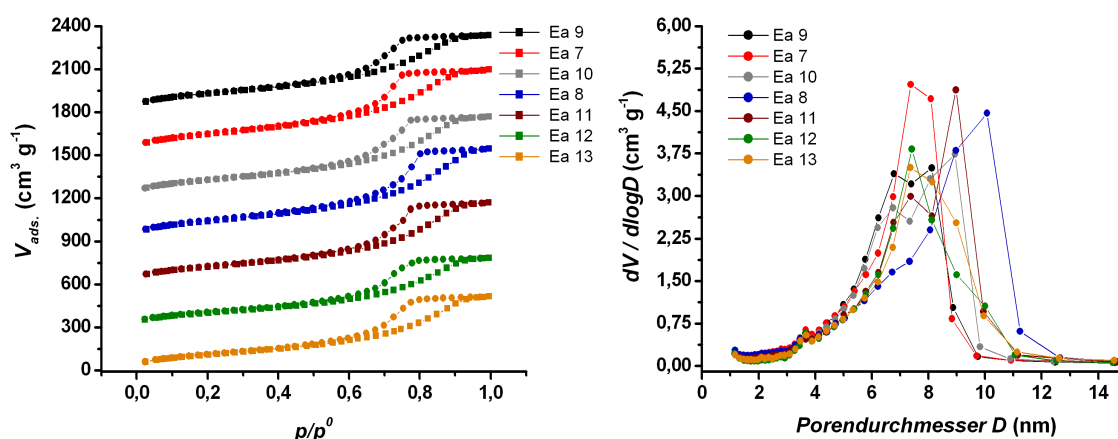 2400
2100
1800
1500
1200
900
600
300
0
V ads. (cm³ g⁻¹)
0,0 0,2 0,4 0,6 0,8 1,0
p/p⁰
Ea 9
Ea 7
Ea 10
Ea 8
Ea 11
Ea 12
Ea 13
6,00
5,25
4,50
3,75
3,00
2,25
1,50
0,75
0,00
dV / dlogD (cm³ g⁻¹)
2 4 6 8 10 12 14
Porendurchmesser D (nm)
Ea 9
Ea 7
Ea 10
Ea 8
Ea 11
Ea 12
Ea 13